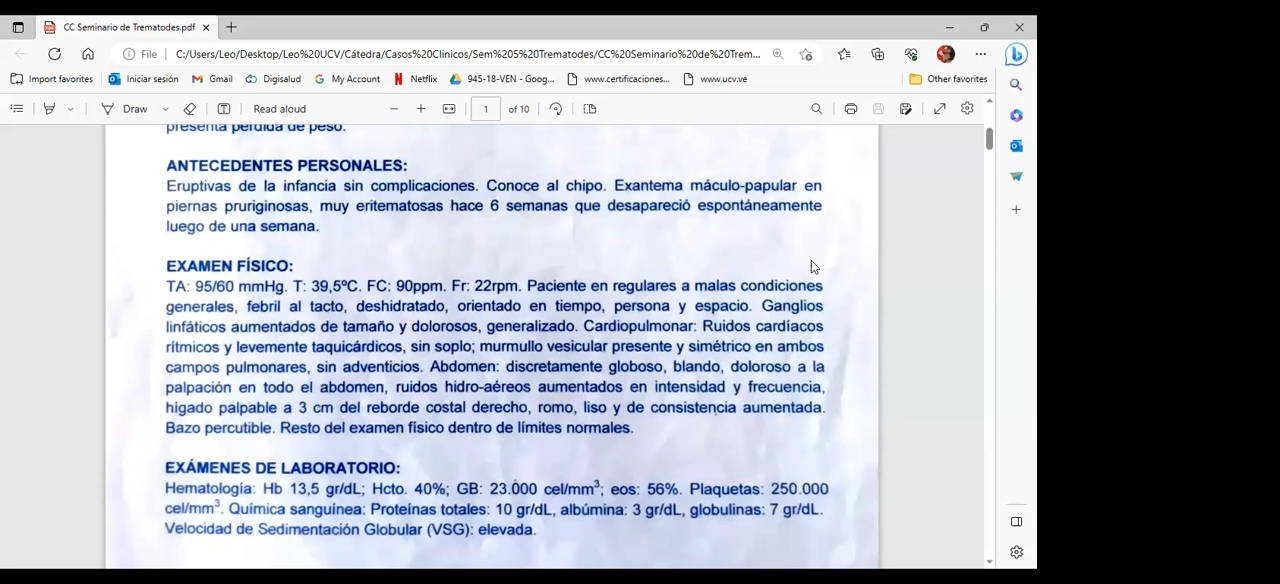 CC Seminario de Trematodes.pdf
File
C:/Users/Leo/Desktop/Leo%20UCV/Cátedra/Casos%20Clinicos/Sem%205%20Trematodes/CC%20Seminario%20de%20Trem...
Import favorites Iniciar sesión Gmail Digisalud My Account Netflix 945-18-VEN - Goog... www.certificaciones... www.ucv.ve Other favorites
Draw Read aloud 1 of 10
presenta pérdida de peso.
ANTECEDENTES PERSONALES:
Eruptivas de la infancia sin complicaciones. Conoce al chipo. Exantema máculo-papular en
piernas pruriginosas, muy eritematosas hace 6 semanas que desapareció espontáneamente
luego de una semana.
EXAMEN FÍSICO:
TA: 95/60 mmHg. T: 39,5ºC. FC: 90ppm. Fr: 22rpm. Paciente en regulares a malas condiciones
generales, febril al tacto, deshidratado, orientado en tiempo, persona y espacio. Ganglios
linfáticos aumentados de tamaño y dolorosos, generalizado. Cardiopulmonar: Ruidos cardíacos
rítmicos y levemente taquicárdicos, sin soplo; murmullo vesicular presente y simétrico en ambos
campos pulmonares, sin adventicios. Abdomen: discretamente globoso, blando, doloroso a la
palpación en todo el abdomen, ruidos hidro-aéreos aumentados en intensidad y frecuencia,
hígado palpable a 3 cm del reborde costal derecho, romo, liso y de consistencia aumentada.
Bazo percutible. Resto del examen físico dentro de límites normales.
EXÁMENES DE LABORATORIO:
Hematología: Hb 13,5 gr/dL; Hcto. 40%; GB: 23.000 cel/mm³; eos: 56%. Plaquetas: 250.000
cel/mm³. Química sanguínea: Proteínas totales: 10 gr/dL, albúmina: 3 gr/dL, globulinas: 7 gr/dL.
Velocidad de Sedimentación Globular (VSG): elevada.